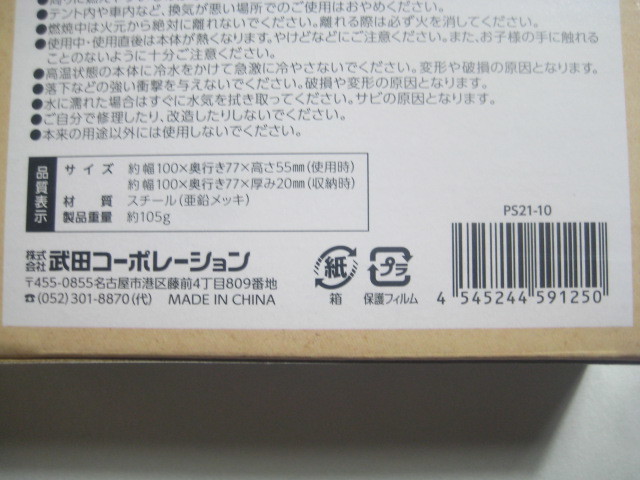 ●テント内や車内など、換気が悪い場所でのご使用はおやめください。
●燃焼中は火元から絶対に離れないでください。離れる際は必ず火を消してください。
●使用中・使用直後は本体が熱くなります。やけどなどにご注意ください。また、お子様の手に触れる
ことのないように十分ご注意ください。
●高温状態の本体に冷水をかけて急激に冷やさないでください。変形や破損の原因となります。
●落下などの強い衝撃を与えないでください。破損や変形の原因となります。
●水に濡れた場合はすぐに水気を拭き取ってください。サビの原因となります。
●ご自分で修理したり、改造したりしないでください。
●本来の用途以外には使用しないでください。
品質表示
サイズ 約幅100×奥行き77×高さ55mm(使用時)
約幅100×奥行き77×厚み20mm(収納時)
材質 スチール(亜鉛メッキ)
製品重量 約105g
株式会社 武田コーポレーション
〒455-0855名古屋市港区藤前4丁目809番地
☎(052)301-8870(代) MADE IN CHINA
紙
箱
プラ
保護フィルム
PS21-10
4 545244 591250